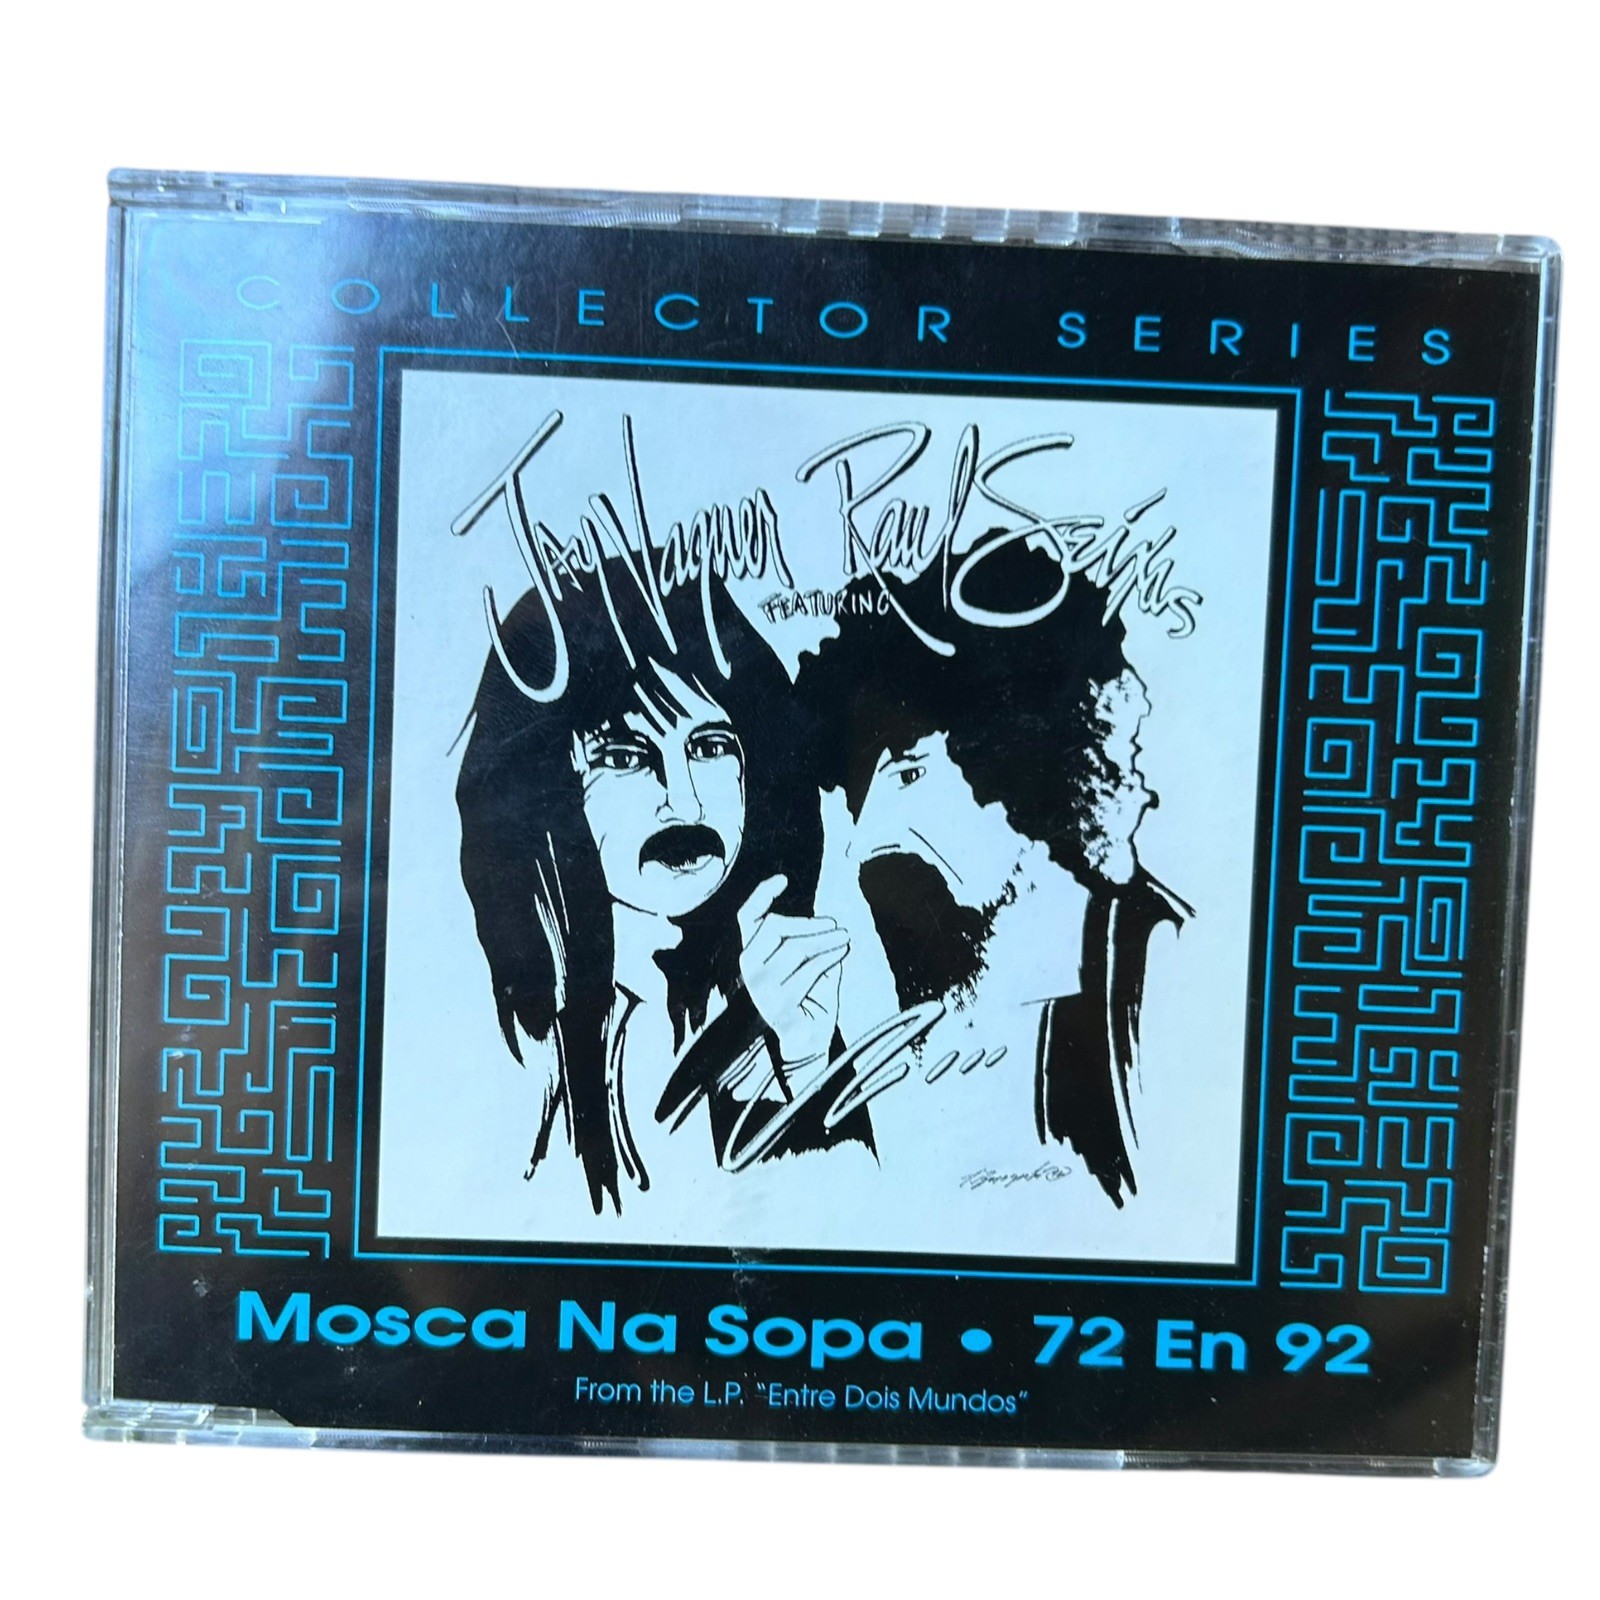 COLLECTOR SERIES
Jay Vaquer Raul Seixas
FEATURING
Mosca Na Sopa • 72 En 92
From the L.P. "Entre Dois Mundos"